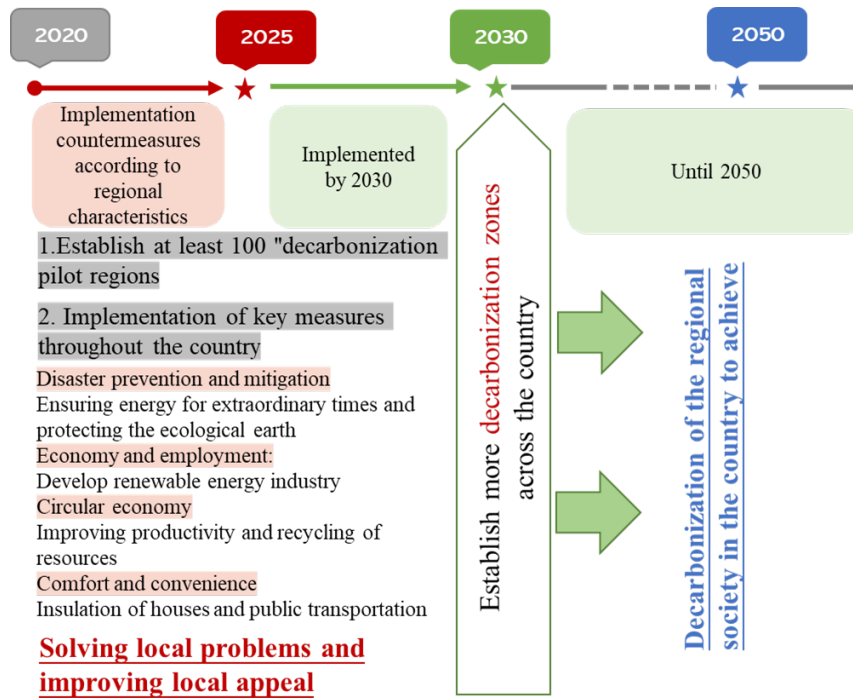 2020
2025
2030
2050
Implementation
countermeasures
according to
regional
characteristics
Implemented
by 2030
Until 2050
1.Establish at least 100 "decarbonization
pilot regions
2. Implementation of key measures
throughout the country
Disaster prevention and mitigation
Ensuring energy for extraordinary times and
protecting the ecological earth
Economy and employment:
Develop renewable energy industry
Circular economy
Improving productivity and recycling of
resources
Comfort and convenience
Insulation of houses and public transportation
Solving local problems and
improving local appeal
Establish more decarbonization zones
across the country
Decarbonization of the regional
society in the country to achieve